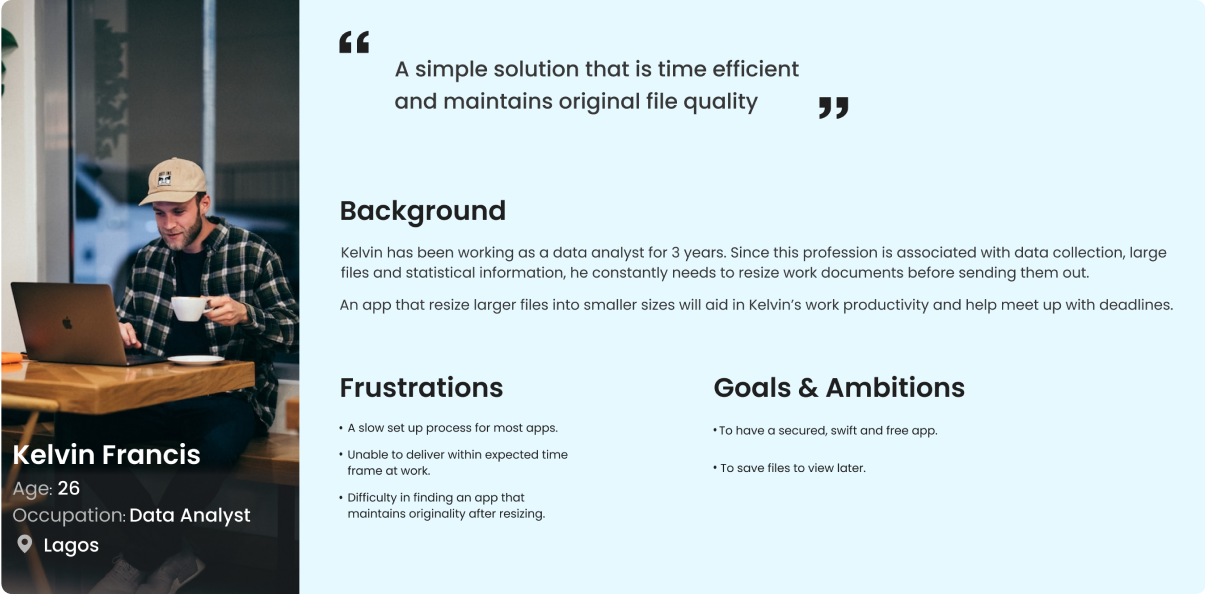 “
A simple solution that is time efficient
and maintains original file quality
”
Background
Kelvin has been working as a data analyst for 3 years. Since this profession is associated with data collection, large
files and statistical information, he constantly needs to resize work documents before sending them out.
An app that resize larger files into smaller sizes will aid in Kelvin’s work productivity and help meet up with deadlines.
Frustrations
• A slow set up process for most apps.
• Unable to deliver within expected time
frame at work.
• Difficulty in finding an app that
maintains originality after resizing.
Goals & Ambitions
• To have a secured, swift and free app.
• To save files to view later.
Kelvin Francis
Age: 26
Occupation: Data Analyst
Lagos